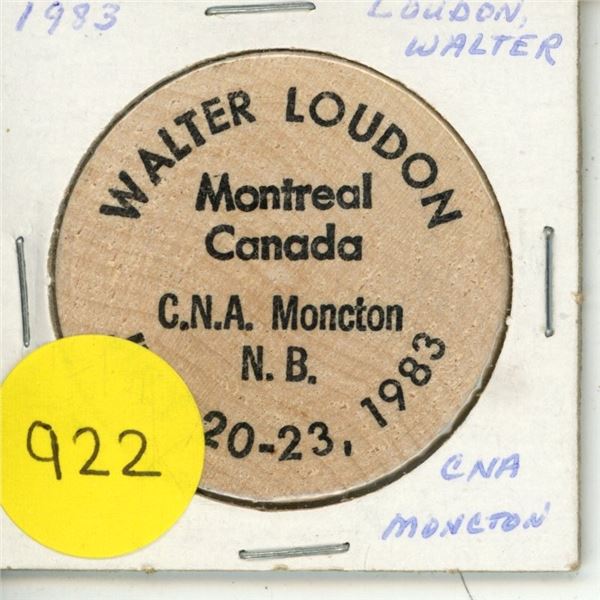 1983
LOUDON,
WALTER
WALTER LOUDON
Montreal
Canada
C.N.A. Moncton
N. B.
20-23, 1983
922
CNA
MONCTON